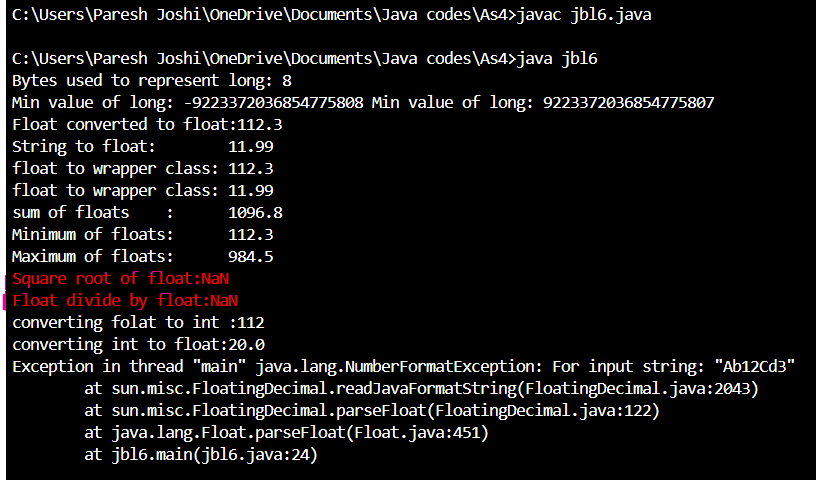 C:\Users\Paresh Joshi\OneDrive\Documents\Java codes\As4>javac jbl6.java
C:\Users\Paresh Joshi\OneDrive\Documents\Java codes\As4>java jbl6
Bytes used to represent long: 8
Min value of long: -9223372036854775808 Min value of long: 9223372036854775807
Float converted to float:112.3
String to float:        11.99
float to wrapper class: 112.3
float to wrapper class: 11.99
sum of floats    :      1096.8
Minimum of floats:      112.3
Maximum of floats:      984.5
Square root of float:NaN
Float divide by float:NaN
converting folat to int :112
converting int to float:20.0
Exception in thread "main" java.lang.NumberFormatException: For input string: "Ab12Cd3"
        at sun.misc.FloatingDecimal.readJavaFormatString(FloatingDecimal.java:2043)
        at sun.misc.FloatingDecimal.parseFloat(FloatingDecimal.java:122)
        at java.lang.Float.parseFloat(Float.java:451)
        at jbl6.main(jbl6.java:24)